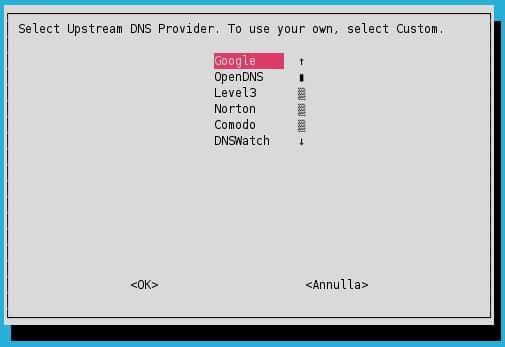 Select Upstream DNS Provider. To use your own, select Custom.
Google ↑
OpenDNS
Level3
Norton
Comodo
DNSWatch ↓
<OK> <Annulla>